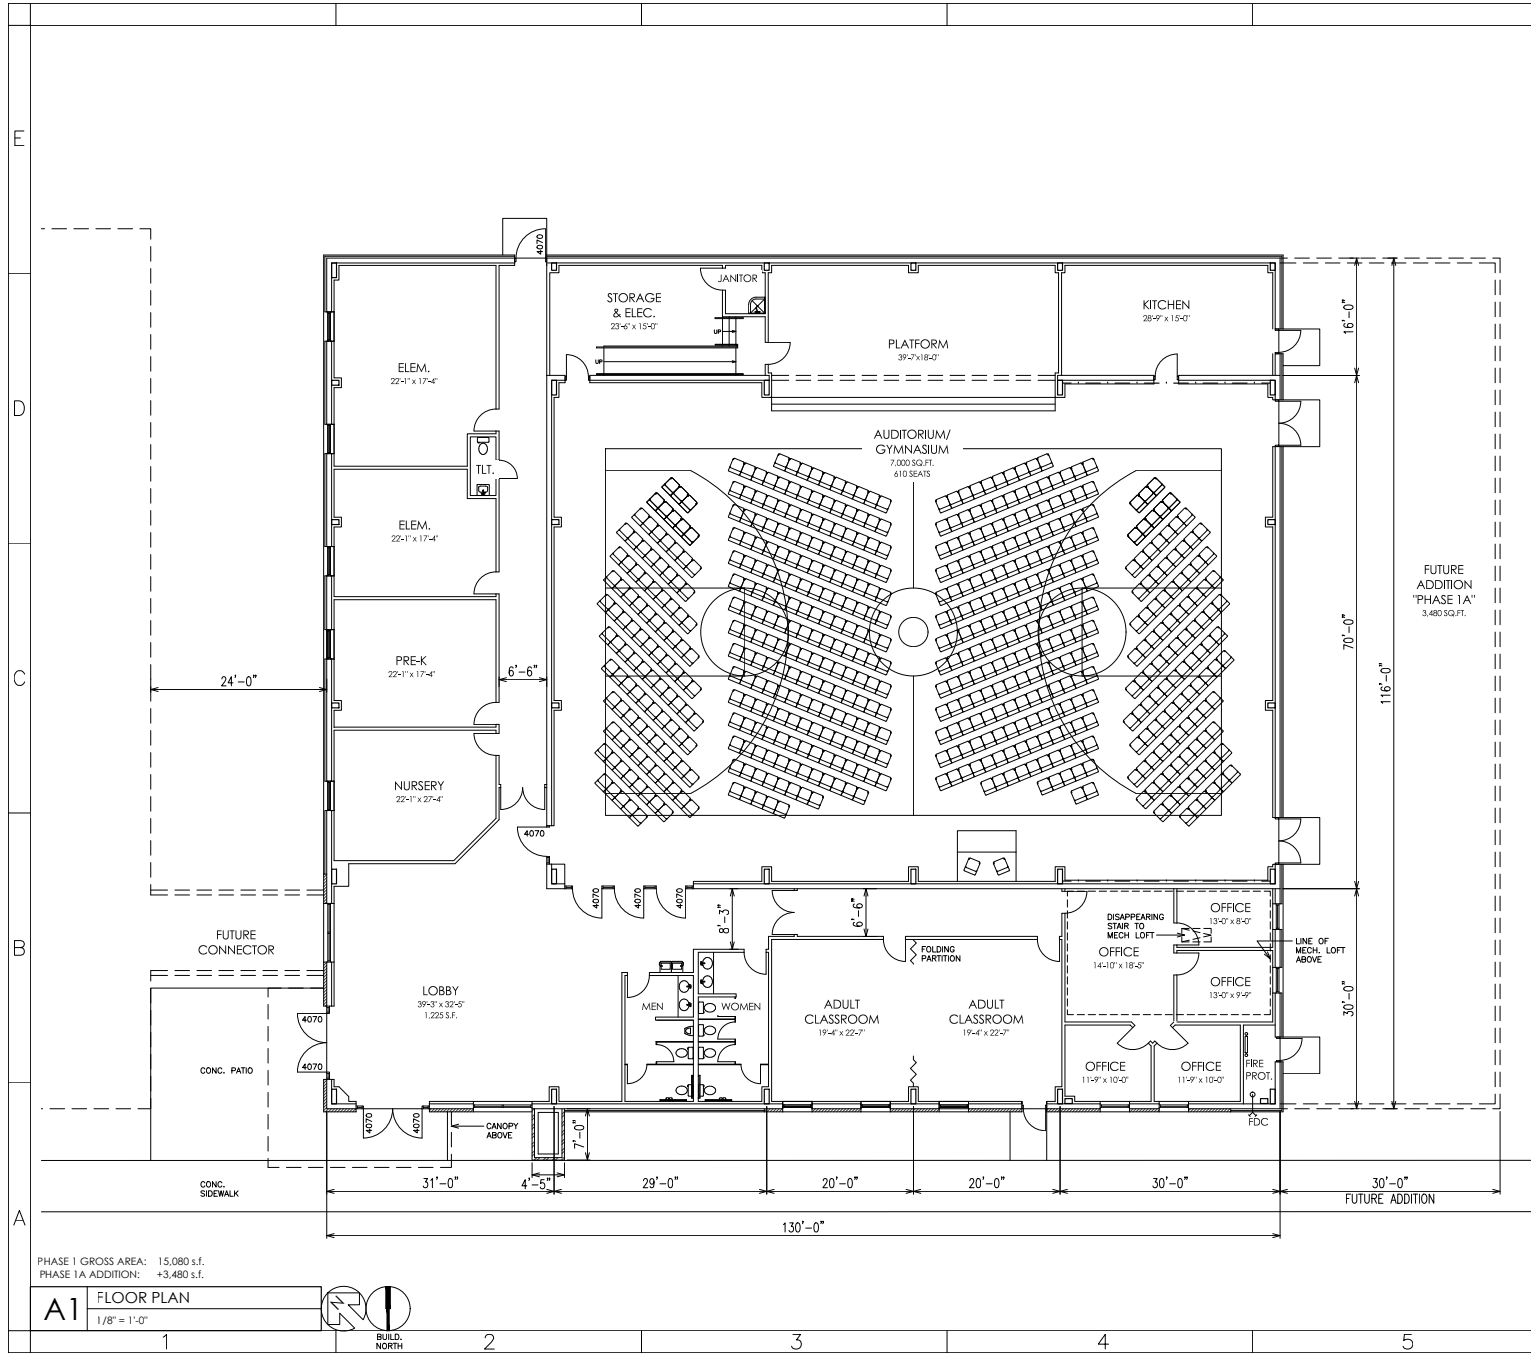 E
D
C
B
A
4070
JANITOR
STORAGE
& ELEC.
23'-6" x 15'-0"
UP
UP
PLATFORM
39'-7"x18'-0"
KITCHEN
28'-9" x 15'-0"
16'-0"
ELEM.
22'-1" x 17'-4"
TLT.
ELEM.
22'-1" x 17'-4"
AUDITORIUM/
GYMNASIUM
7,000 SQ.FT.
610 SEATS
FUTURE
ADDITION
"PHASE 1A"
3,480 SQ.FT.
PRE-K
22'-1" x 17'-4"
6'-6"
24'-0"
70'-0"
116'-0"
NURSERY
22'-1" x 27'-4"
4070
4070
4070
4070
8'-3"
6'-6"
FUTURE
CONNECTOR
DISAPPEARING
STAIR TO
MECH LOFT
OFFICE
13'-0" x 8'-0"
FOLDING
PARTITION
OFFICE
14'-10" x 18'-5"
LINE OF
MECH. LOFT
ABOVE
OFFICE
13'-0" x 9'-9"
LOBBY
39'-3" x 32'-5"
1,225 S.F.
MEN
WOMEN
ADULT
CLASSROOM
19'-4" x 22'-7"
ADULT
CLASSROOM
19'-4" x 22'-7"
30'-0"
4070
4070
CONC. PATIO
OFFICE
11'-9" x 10'-0"
OFFICE
11'-9" x 10'-0"
FIRE
PROT.
FDC
4070
4070
CANOPY
ABOVE
7'-0"
CONC.
SIDEWALK
31'-0"
4'-5"
29'-0"
20'-0"
20'-0"
30'-0"
30'-0"
FUTURE ADDITION
130'-0"
PHASE 1 GROSS AREA: 15,080 s.f.
PHASE 1A ADDITION: +3,480 s.f.
A1
FLOOR PLAN
1/8" = 1'-0"
BUILD.
NORTH
1
2
3
4
5